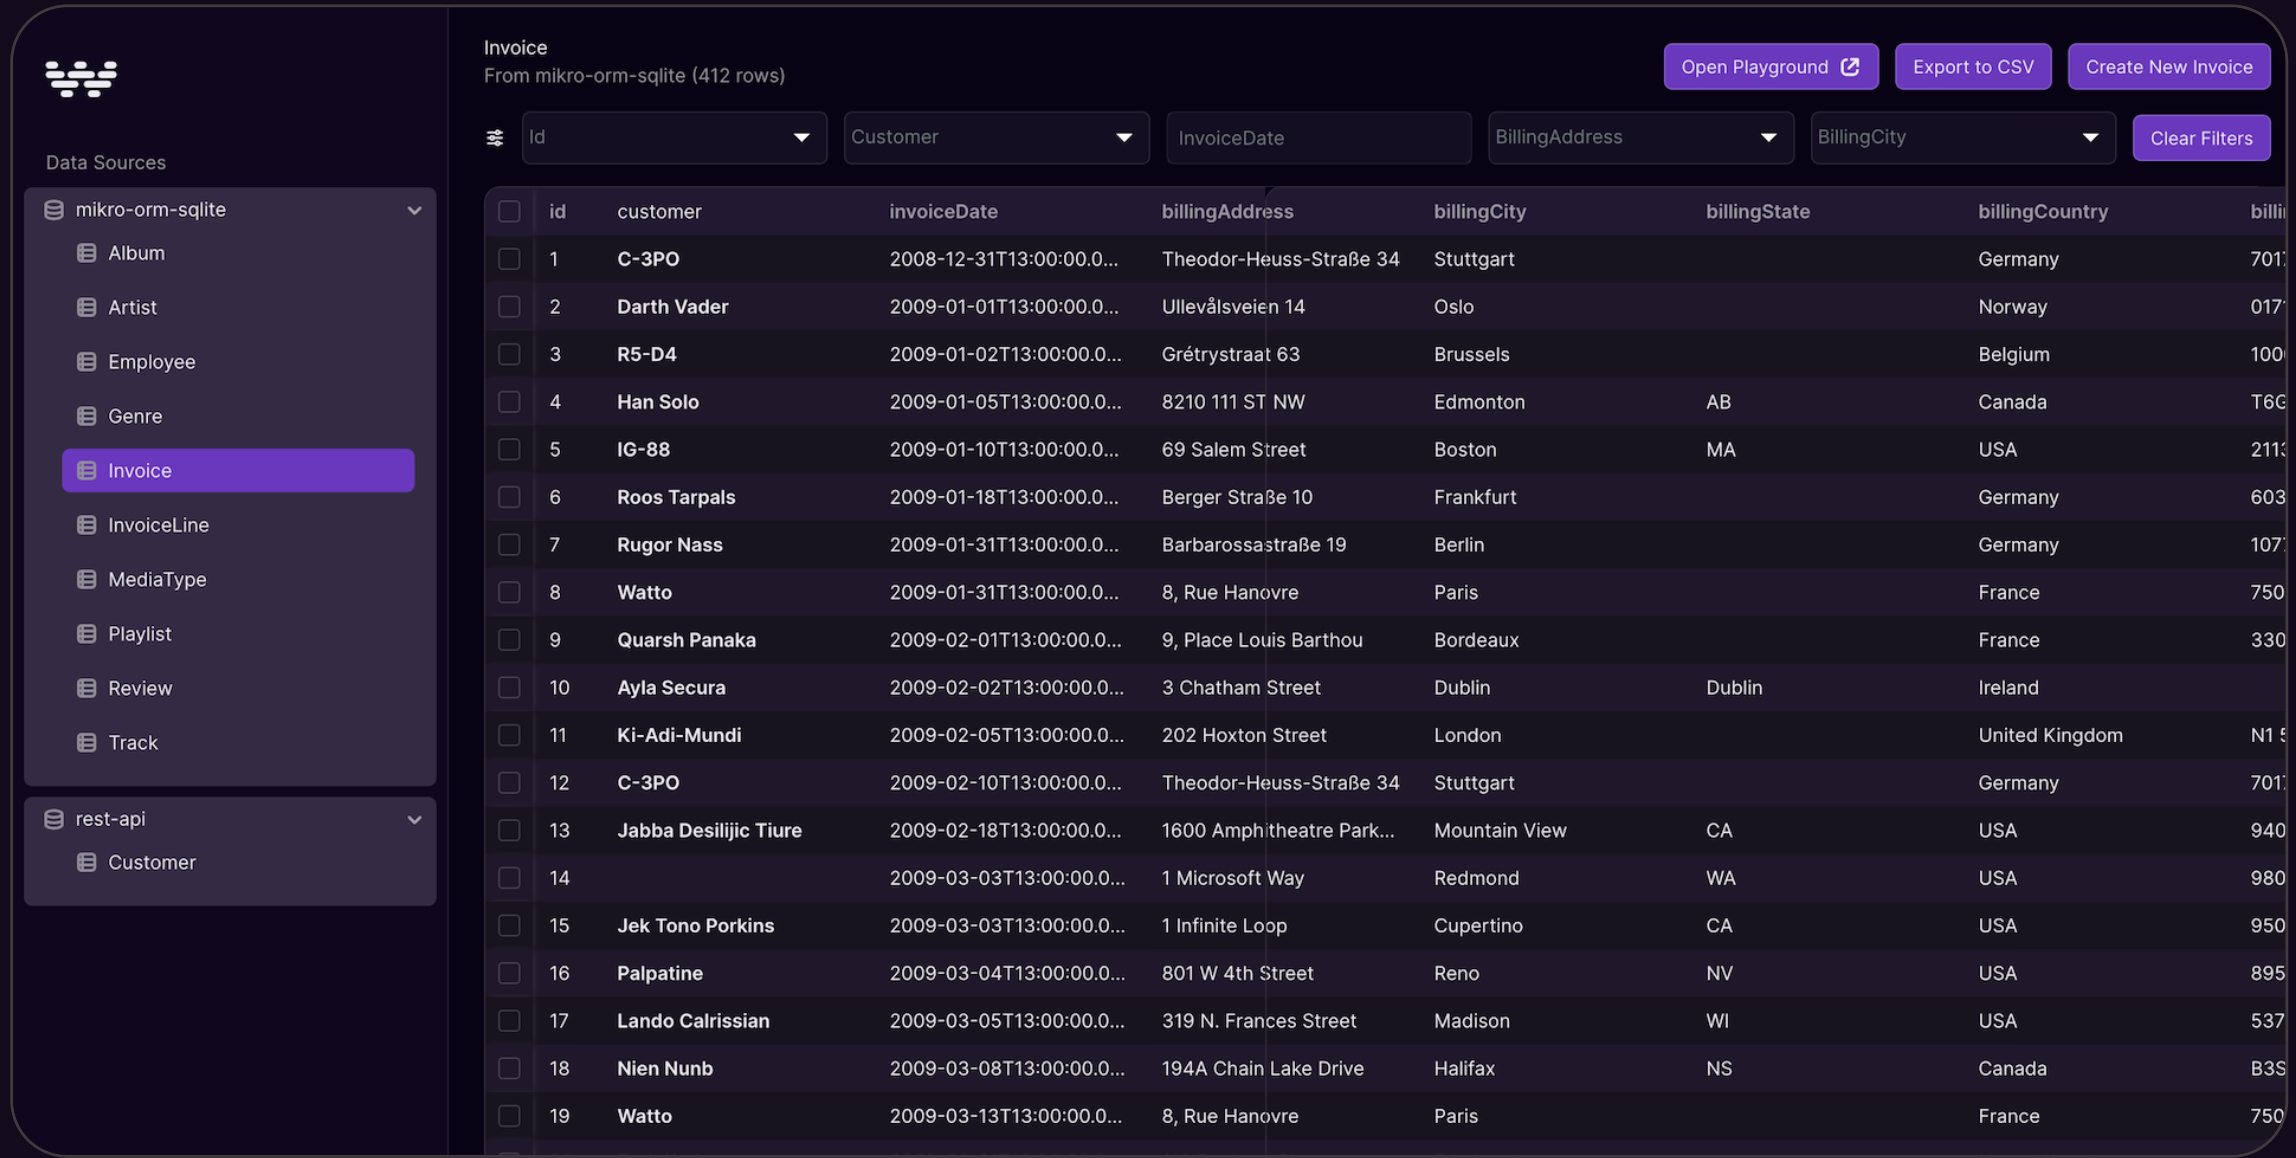 Invoice
From mikro-orm-sqlite (412 rows)
Open Playground
Export to CSV
Create New Invoice
Id
Customer
InvoiceDate
BillingAddress
BillingCity
Clear Filters
Data Sources
mikro-orm-sqlite
Album
Artist
Employee
Genre
Invoice
InvoiceLine
MediaType
Playlist
Review
Track
rest-api
Customer
id customer invoiceDate billingAddress billingCity billingState billingCountry
1 C-3PO 2008-12-31T13:00:00.0... Theodor-Heuss-Straße 34 Stuttgart Germany
2 Darth Vader 2009-01-01T13:00:00.0... Ullevålsveien 14 Oslo Norway
3 R5-D4 2009-01-02T13:00:00.0... Grétrystraat 63 Brussels Belgium
4 Han Solo 2009-01-05T13:00:00.0... 8210 111 ST NW Edmonton AB Canada T6G
5 IG-88 2009-01-10T13:00:00.0... 69 Salem Street Boston MA USA
6 Roos Tarpals 2009-01-18T13:00:00.0... Berger Straße 10 Frankfurt Germany 603
7 Rugor Nass 2009-01-31T13:00:00.0... Barbarossastraße 19 Berlin Germany
8 Watto 2009-01-31T13:00:00.0... 8, Rue Hanovre Paris France 750
9 Quarsh Panaka 2009-02-01T13:00:00.0... 9, Place Louis Barthou Bordeaux France 330
10 Ayla Secura 2009-02-02T13:00:00.0... 3 Chatham Street Dublin Dublin Ireland
11 Ki-Adi-Mundi 2009-02-05T13:00:00.0... 202 Hoxton Street London United Kingdom N1
12 C-3PO 2009-02-10T13:00:00.0... Theodor-Heuss-Straße 34 Stuttgart Germany
13 Jabba Desilijic Tiure 2009-02-18T13:00:00.0... 1600 Amphitheatre Park... Mountain View CA USA 940
14 2009-03-03T13:00:00.0... 1 Microsoft Way Redmond WA USA 980
15 Jek Tono Porkins 2009-03-03T13:00:00.0... 1 Infinite Loop Cupertino CA USA 950
16 Palpatine 2009-03-04T13:00:00.0... 801 W 4th Street Reno NV USA 895
17 Lando Calrissian 2009-03-05T13:00:00.0... 319 N. Frances Street Madison WI USA 537
18 Nien Nunb 2009-03-08T13:00:00.0... 194A Chain Lake Drive Halifax NS Canada B3S
19 Watto 2009-03-13T13:00:00.0... 8, Rue Hanovre Paris France 750